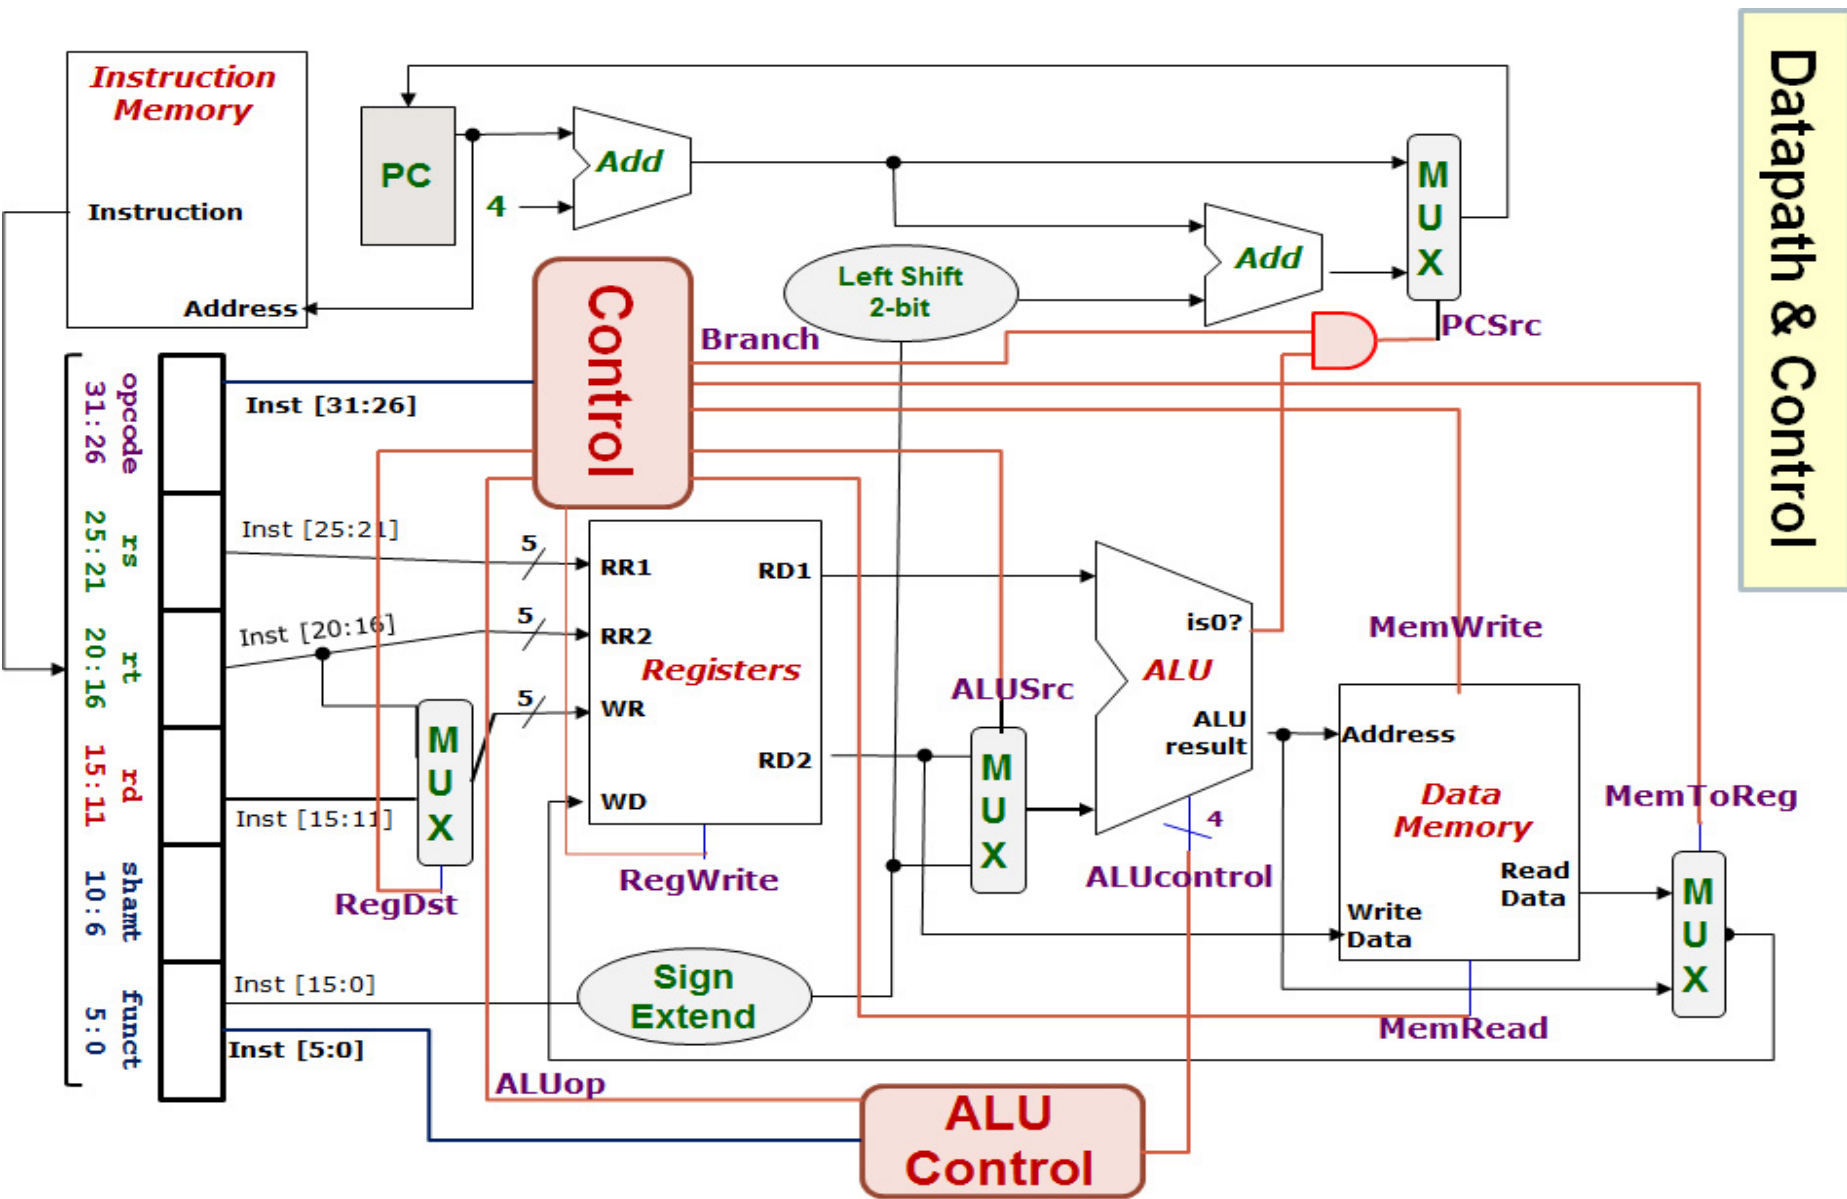 Datapath & Control
Instruction
Memory
Instruction
Address
PC
4
Add
Add
MUX
Left Shift
2-bit
Control
Branch
PCSrc
opcode
31:26
rs
25:21
rt
20:16
rd
15:11
shamt
10:6
funct
5:0
Inst [31:26]
Inst [25:21]
Inst [20:16]
Inst [15:11]
Inst [15:0]
Inst [5:0]
5
5
5
MUX
RegDst
RR1
RR2
WR
WD
Registers
RD1
RD2
RegWrite
Sign
Extend
ALUSrc
MUX
is0?
ALU
ALU
result
4
ALUcontrol
MemWrite
Address
Data
Memory
Read
Data
Write
Data
MemRead
MemToReg
MUX
ALUop
ALU
Control